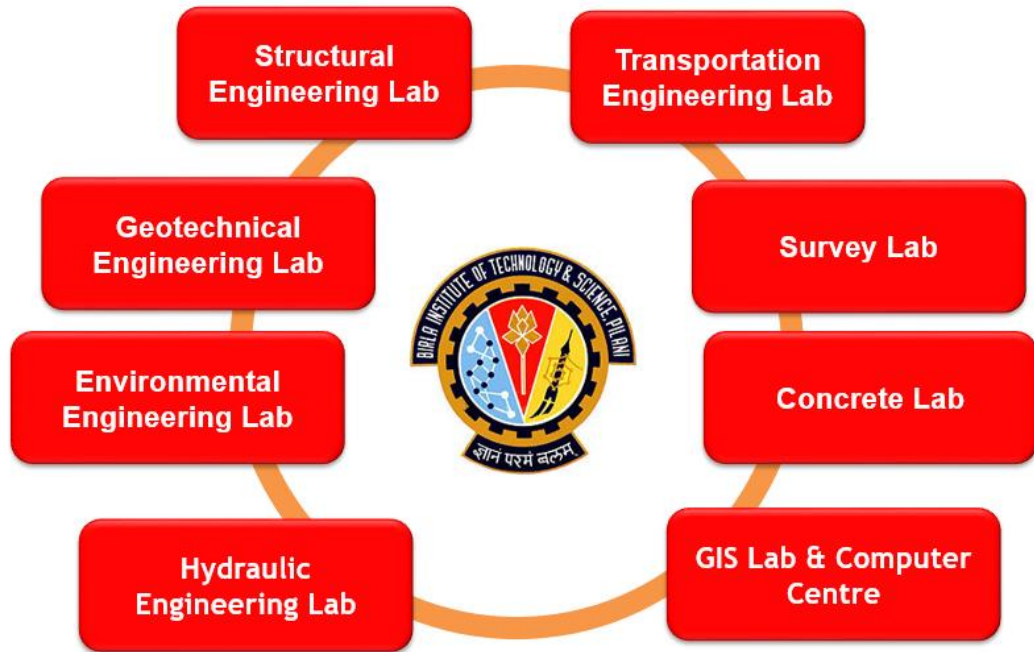 Structural
Engineering Lab
Transportation
Engineering Lab
Geotechnical
Engineering Lab
Survey Lab
BIRLA INSTITUTE OF TECHNOLOGY & SCIENCE, PILANI
ज्ञानं परमं बलम्
Environmental
Engineering Lab
Concrete Lab
Hydraulic
Engineering Lab
GIS Lab & Computer
Centre